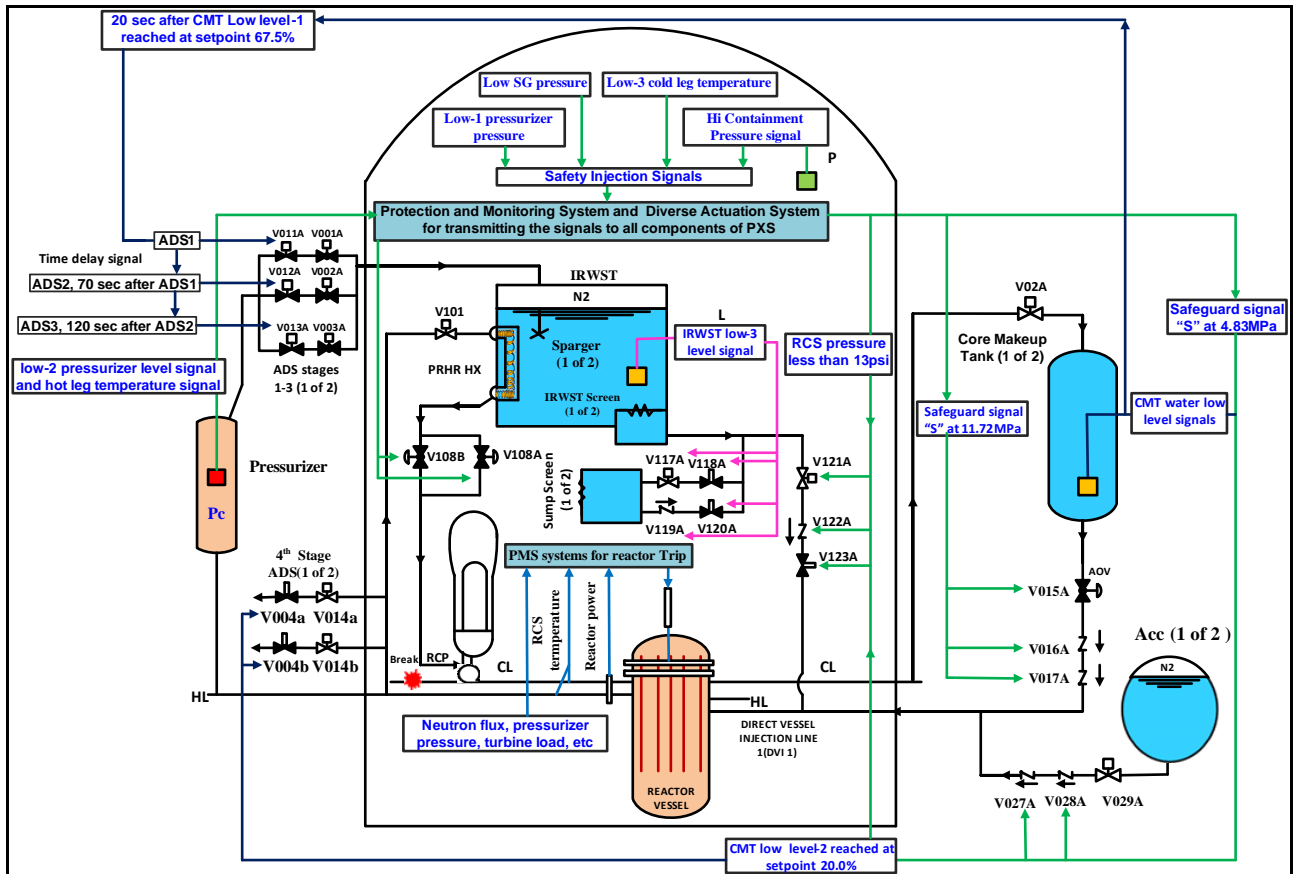 20 sec after CMT Low level-1
reached at setpoint 67.5%
Low SG pressure
Low-3 cold leg temperature
Low-1 pressurizer
pressure
Hi Containment
Pressure signal
P
Safety Injection Signals
Protection and Monitoring System and Diverse Actuation System
for transmitting the signals to all components of PXS
V011A
V001A
ADS1
Time delay signal
V012A
V002A
ADS2, 70 sec after ADS1
V013A
V003A
ADS3, 120 sec after ADS2
ADS stages
1-3 (1 of 2)
low-2 pressurizer level signal
and hot leg temperature signal
IRWST
N2
V101
PRHR HX
Sparger
(1 of 2)
IRWST Screen
(1 of 2)
L
IRWST low-3
level signal
RCS pressure
less than 13psi
V02A
Core Makeup
Tank (1 of 2)
Safeguard signal
“S” at 4.83MPa
Safeguard signal
“S” at 11.72MPa
CMT water low
level signals
Pressurizer
Pc
V108B
V108A
V117A
V118A
V121A
Sump Screen
(1 of 2)
V119A
V120A
V122A
V123A
4th Stage
ADS(1 of 2)
V004a
V014a
V004b
V014b
PMS systems for reactor Trip
RCS
termperature
Reactor power
AOV
V015A
V016A
V017A
Acc (1 of 2 )
N2
Break
RCP
CL
CL
HL
HL
Neutron flux, pressurizer
pressure, turbine load, etc
DIRECT VESSEL
INJECTION LINE
1(DVI 1)
REACTOR
VESSEL
V027A
V028A
V029A
CMT low level-2 reached at
setpoint 20.0%